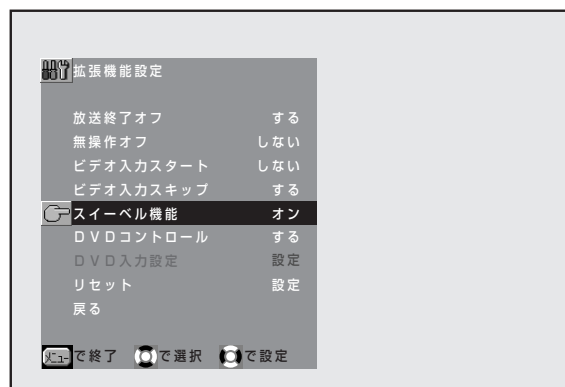 拡張機能設定
放送終了オフ する
無操作オフ しない
ビデオ入力スタート しない
ビデオ入力スキップ する
スイーベル機能 オン
DVDコントロール する
DVD入力設定 設定
リセット 設定
戻る
メニューで終了 で選択 で設定